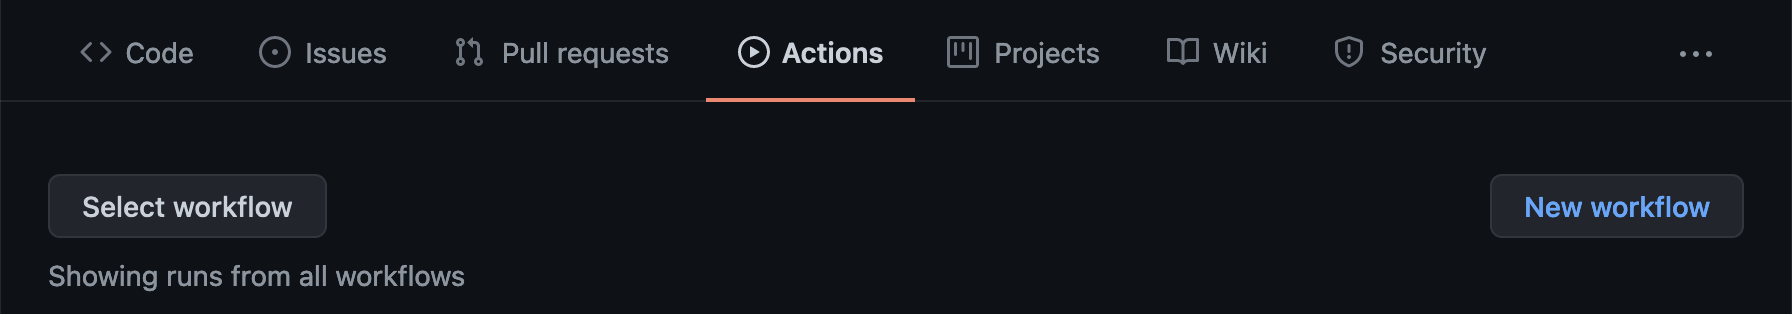 Code Issues Pull requests Actions Projects Wiki Security
Select workflow New workflow
Showing runs from all workflows